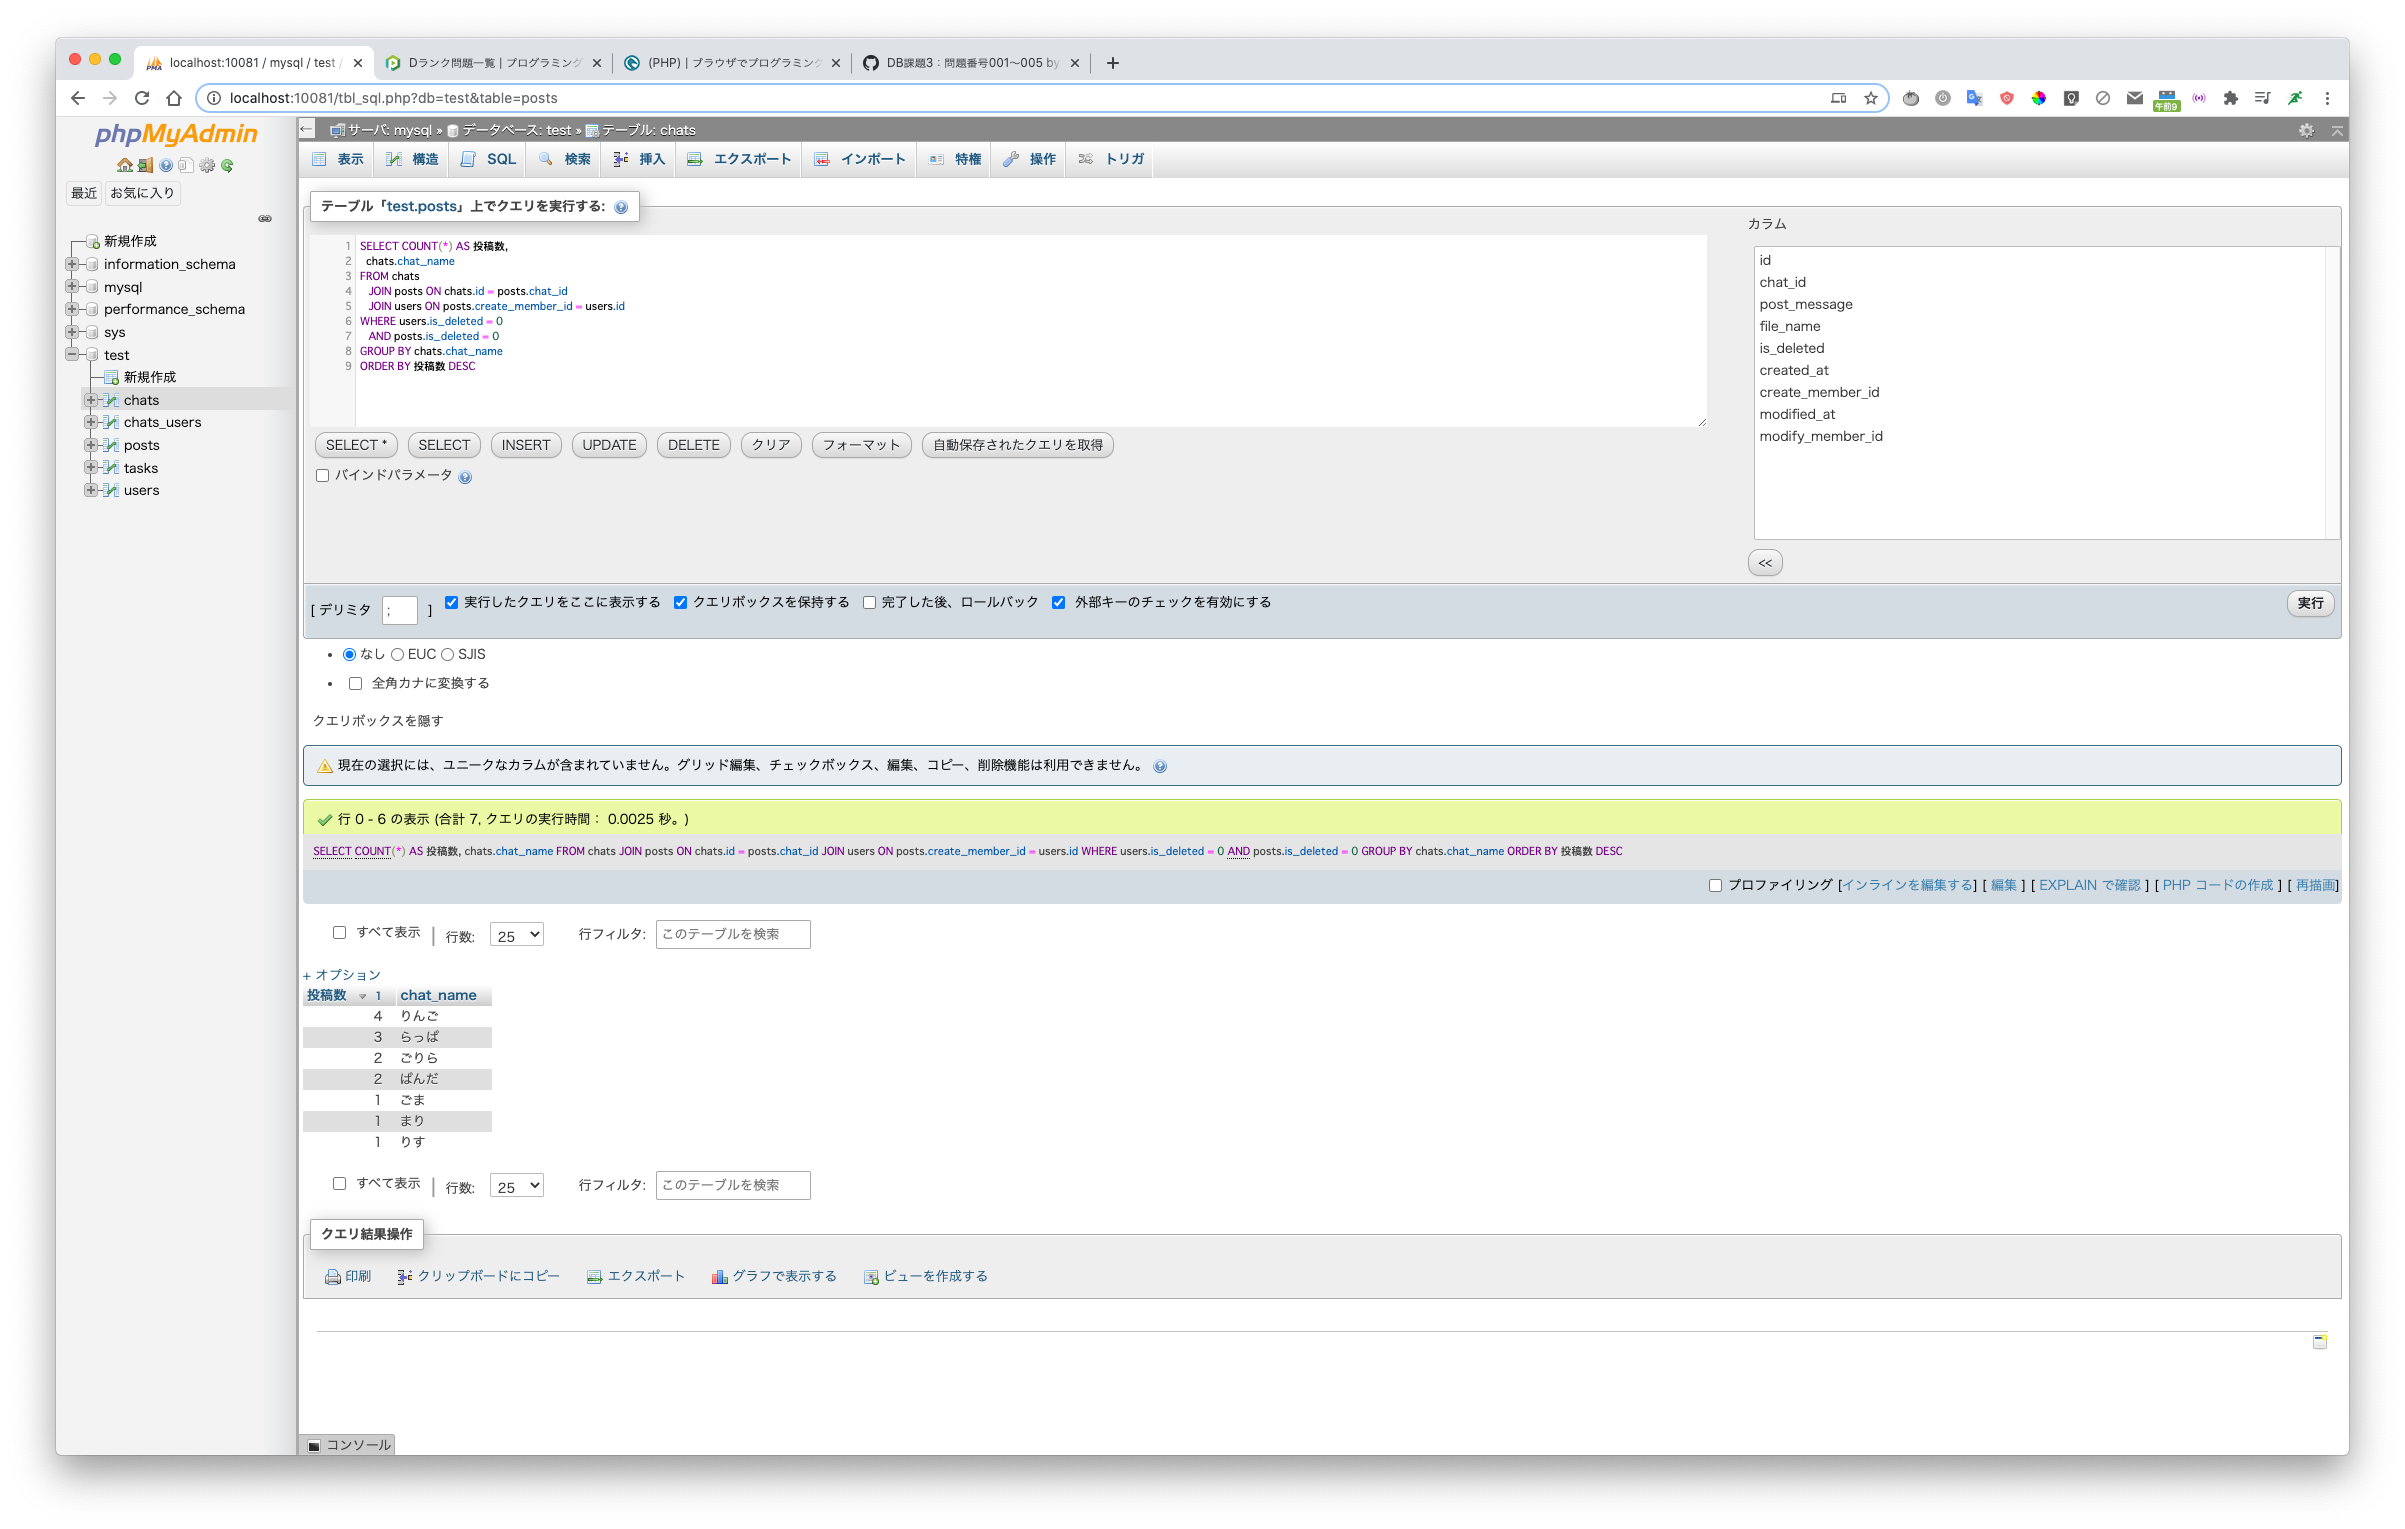 localhost:10081 / mysql / test /
Dランク問題一覧 | プログラミング
(PHP) | ブラウザでプログラミング
DB課題3：問題番号001〜005 by
localhost:10081/tbl_sql.php?db=test&table=posts
午前9
phpMyAdmin
最近 お気に入り
新規作成
information_schema
mysql
performance_schema
sys
test
新規作成
chats
chats_users
posts
tasks
users
サーバ: mysql » データベース: test » テーブル: chats
表示 構造 SQL 検索 挿入 エクスポート インポート 特権 操作 トリガ
テーブル「test.posts」上でクエリを実行する:
1 SELECT COUNT(*) AS 投稿数,
2 chats.chat_name
3 FROM chats
4 JOIN posts ON chats.id = posts.chat_id
5 JOIN users ON posts.create_member_id = users.id
6 WHERE users.is_deleted = 0
7 AND posts.is_deleted = 0
8 GROUP BY chats.chat_name
9 ORDER BY 投稿数 DESC
SELECT * SELECT INSERT UPDATE DELETE クリア フォーマット 自動保存されたクエリを取得
バインドパラメータ
カラム
id
chat_id
post_message
file_name
is_deleted
created_at
create_member_id
modified_at
modify_member_id
<<
[ デリミタ ; ] 実行したクエリをここに表示する クエリボックスを保持する 完了した後、ロールバック 外部キーのチェックを有効にする 実行
• なし EUC SJIS
• 全角カナに変換する
クエリボックスを隠す
現在の選択には、ユニークなカラムが含まれていません。グリッド編集、チェックボックス、編集、コピー、削除機能は利用できません。
行 0 - 6 の表示 (合計 7, クエリの実行時間： 0.0025 秒。)
SELECT COUNT(*) AS 投稿数, chats.chat_name FROM chats JOIN posts ON chats.id = posts.chat_id JOIN users ON posts.create_member_id = users.id WHERE users.is_deleted = 0 AND posts.is_deleted = 0 GROUP BY chats.chat_name ORDER BY 投稿数 DESC
プロファイリング [インラインを編集する] [ 編集 ] [ EXPLAIN で確認 ] [ PHP コードの作成 ] [ 再描画]
すべて表示 | 行数: 25 行フィルタ: このテーブルを検索
+ オプション
投稿数 1 chat_name
4 りんご
3 らっぱ
2 ごりら
2 ぱんだ
1 ごま
1 まり
1 りす
すべて表示 | 行数: 25 行フィルタ: このテーブルを検索
クエリ結果操作
印刷 クリップボードにコピー エクスポート グラフで表示する ビューを作成する
コンソール